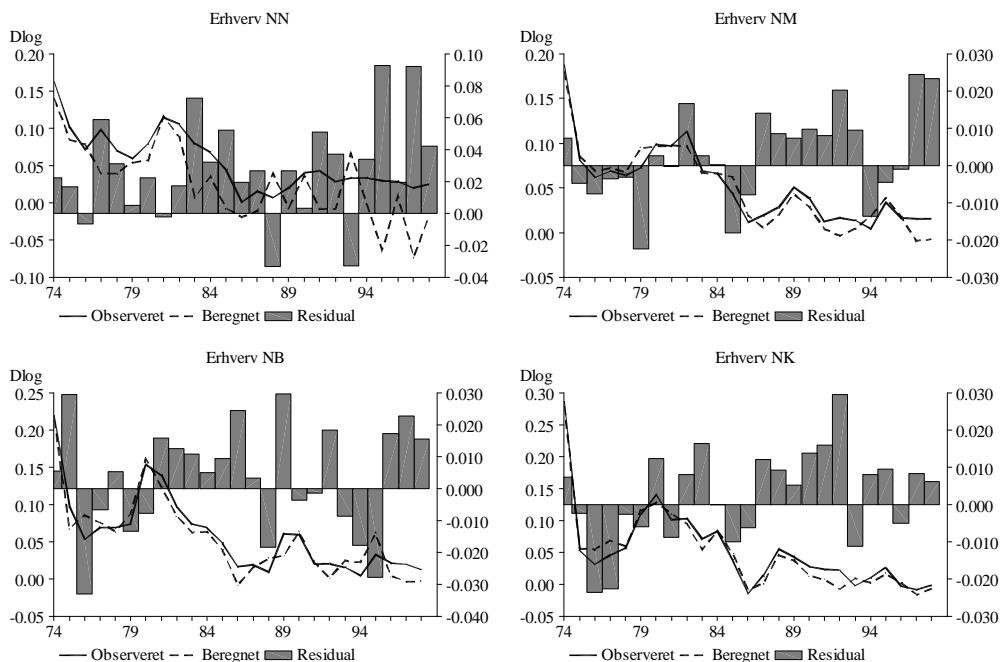 Erhverv NN
Dlog
0.20 0.10
0.15 0.08
0.10 0.06
0.05 0.04
0.00 0.02
-0.05 0.00
-0.10 -0.02
-0.04
74 79 84 89 94
Observeret Beregnet Residual
Erhverv NM
Dlog
0.20 0.030
0.15 0.020
0.10 0.010
0.05 0.000
0.00 -0.010
-0.05 -0.020
-0.030
74 79 84 89 94
Observeret Beregnet Residual
Erhverv NB
Dlog
0.25 0.030
0.20 0.020
0.15 0.010
0.10 0.000
0.05 -0.010
0.00 -0.020
-0.05 -0.030
-0.040
74 79 84 89 94
Observeret Beregnet Residual
Erhverv NK
Dlog
0.30 0.030
0.25 0.020
0.20 0.010
0.15 0.000
0.10 -0.010
0.05 -0.020
0.00 -0.030
-0.05
74 79 84 89 94
Observeret Beregnet Residual